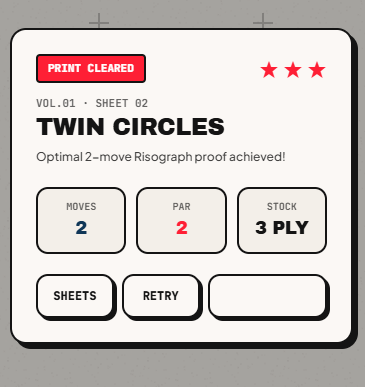 PRINT CLEARED
VOL.01 · SHEET 02
TWIN CIRCLES
Optimal 2-move Risograph proof achieved!
MOVES
2
PAR
2
STOCK
3 PLY
SHEETS
RETRY